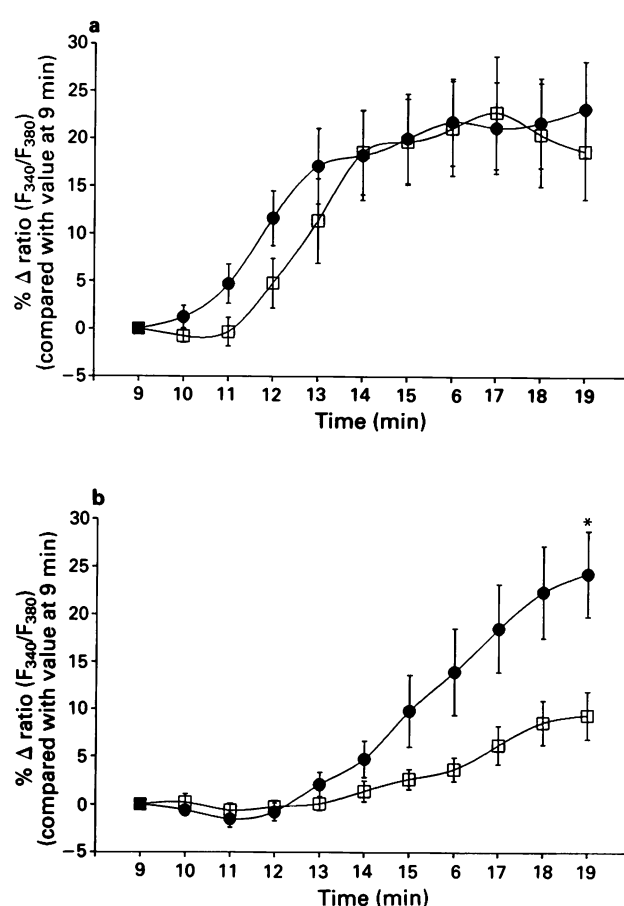 a
30
25
20
15
10
5
0
−5
% Δ ratio (F340/F380)
(compared with value at 9 min)
9 10 11 12 13 14 15 6 17 18 19
Time (min)
b
30
25
20
15
10
5
0
−5
% Δ ratio (F340/F380)
(compared with value at 9 min)
*
9 10 11 12 13 14 15 6 17 18 19
Time (min)